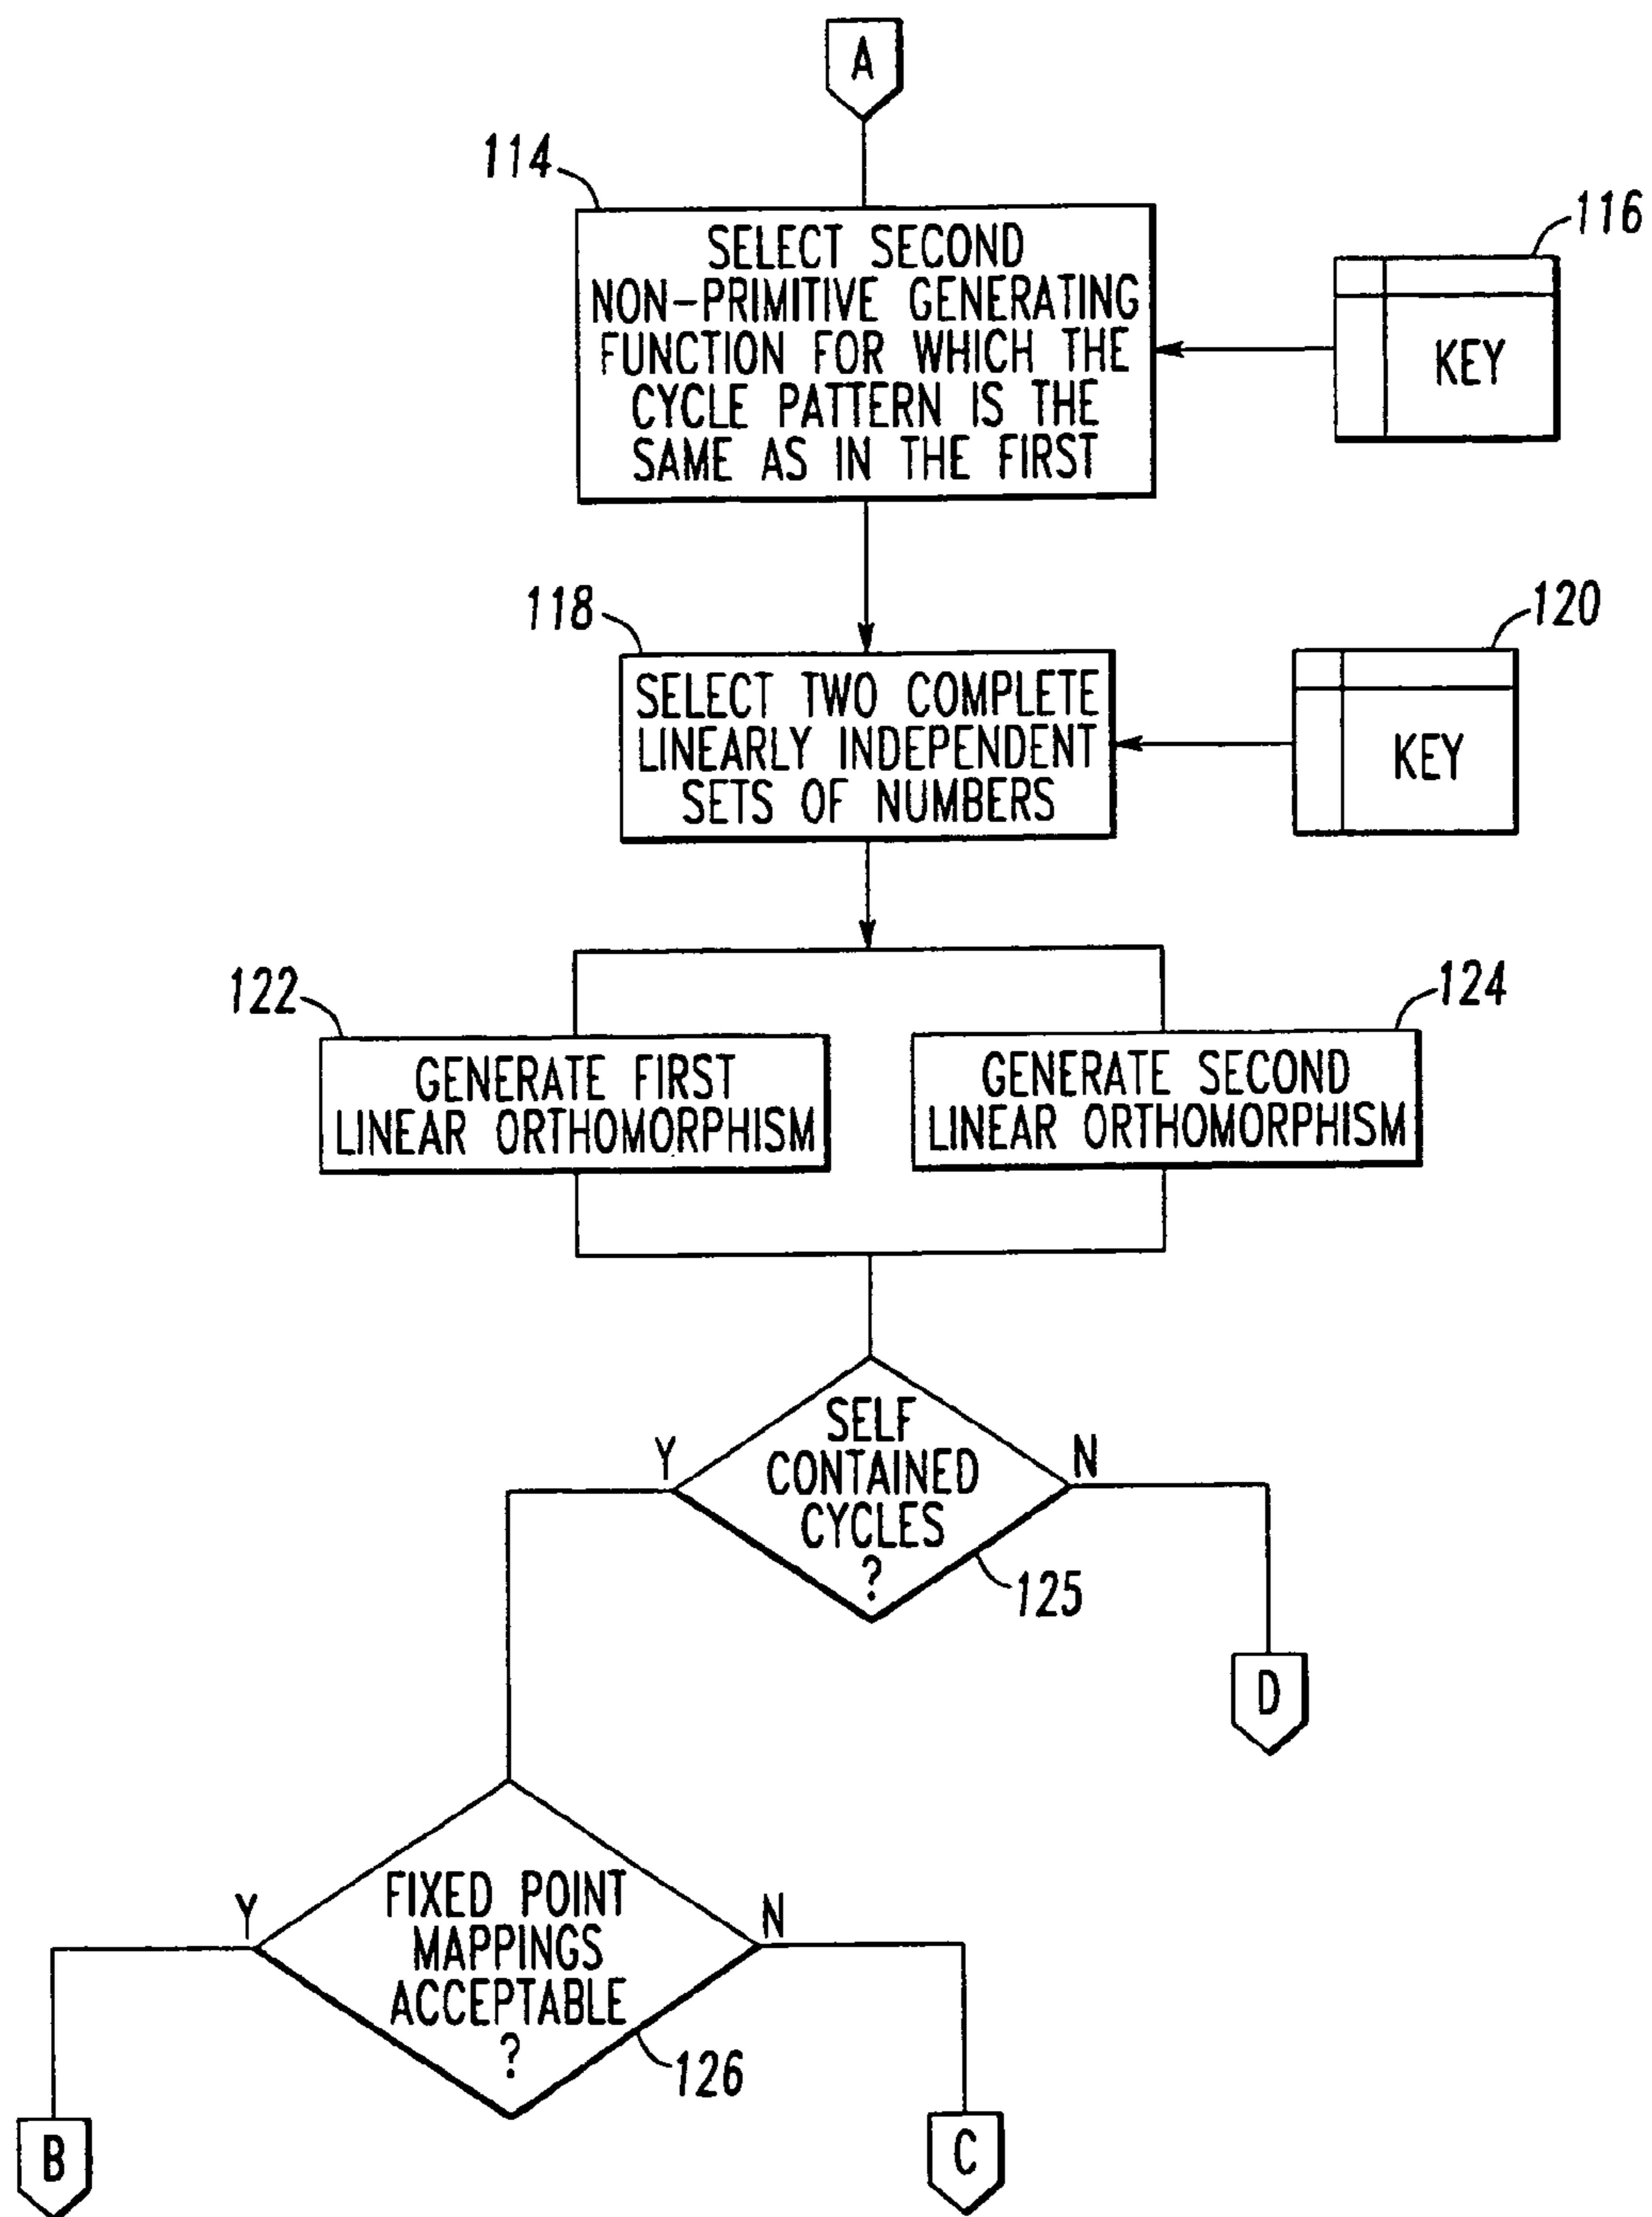 A
114
SELECT SECOND
NON-PRIMITIVE GENERATING
FUNCTION FOR WHICH THE
CYCLE PATTERN IS THE
SAME AS IN THE FIRST
116
KEY
118
SELECT TWO COMPLETE
LINEARLY INDEPENDENT
SETS OF NUMBERS
120
KEY
122
GENERATE FIRST
LINEAR ORTHOMORPHISM
124
GENERATE SECOND
LINEAR ORTHOMORPHISM
Y
SELF
CONTAINED
CYCLES
?
N
125
D
Y
FIXED POINT
MAPPINGS
ACCEPTABLE
?
N
126
B
C